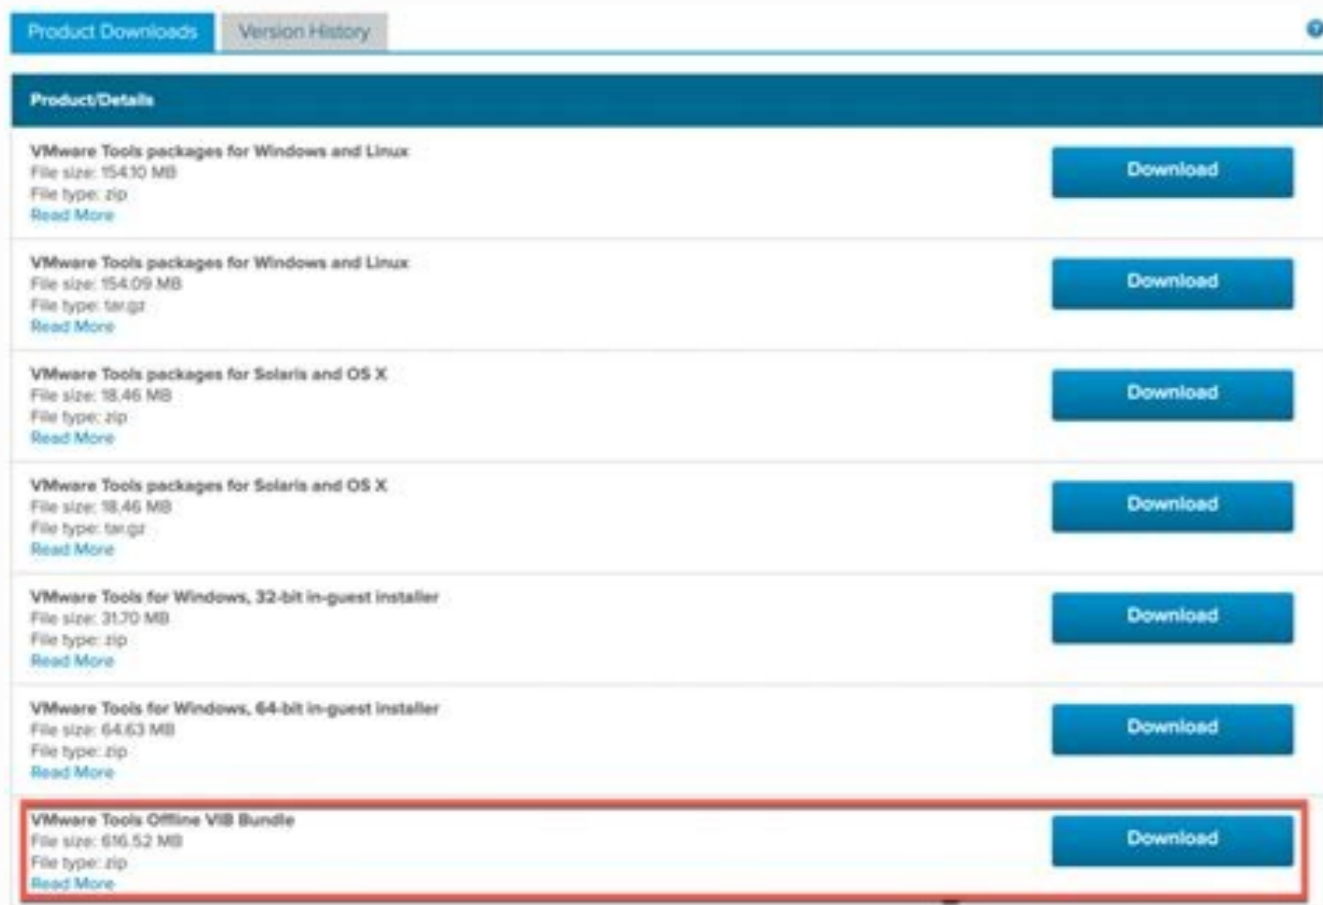 Product Downloads
Version History
Product/Details
VMware Tools packages for Windows and Linux
File size: 154.10 MB
File type: zip
Read More
Download
VMware Tools packages for Windows and Linux
File size: 154.09 MB
File type: tar.gz
Read More
Download
VMware Tools packages for Solaris and OS X
File size: 18.46 MB
File type: zip
Read More
Download
VMware Tools packages for Solaris and OS X
File size: 18.46 MB
File type: tar.gz
Read More
Download
VMware Tools for Windows, 32-bit in-guest installer
File size: 31.70 MB
File type: zip
Read More
Download
VMware Tools for Windows, 64-bit in-guest installer
File size: 64.63 MB
File type: zip
Read More
Download
VMware Tools Offline VIB Bundle
File size: 616.52 MB
File type: zip
Read More
Download